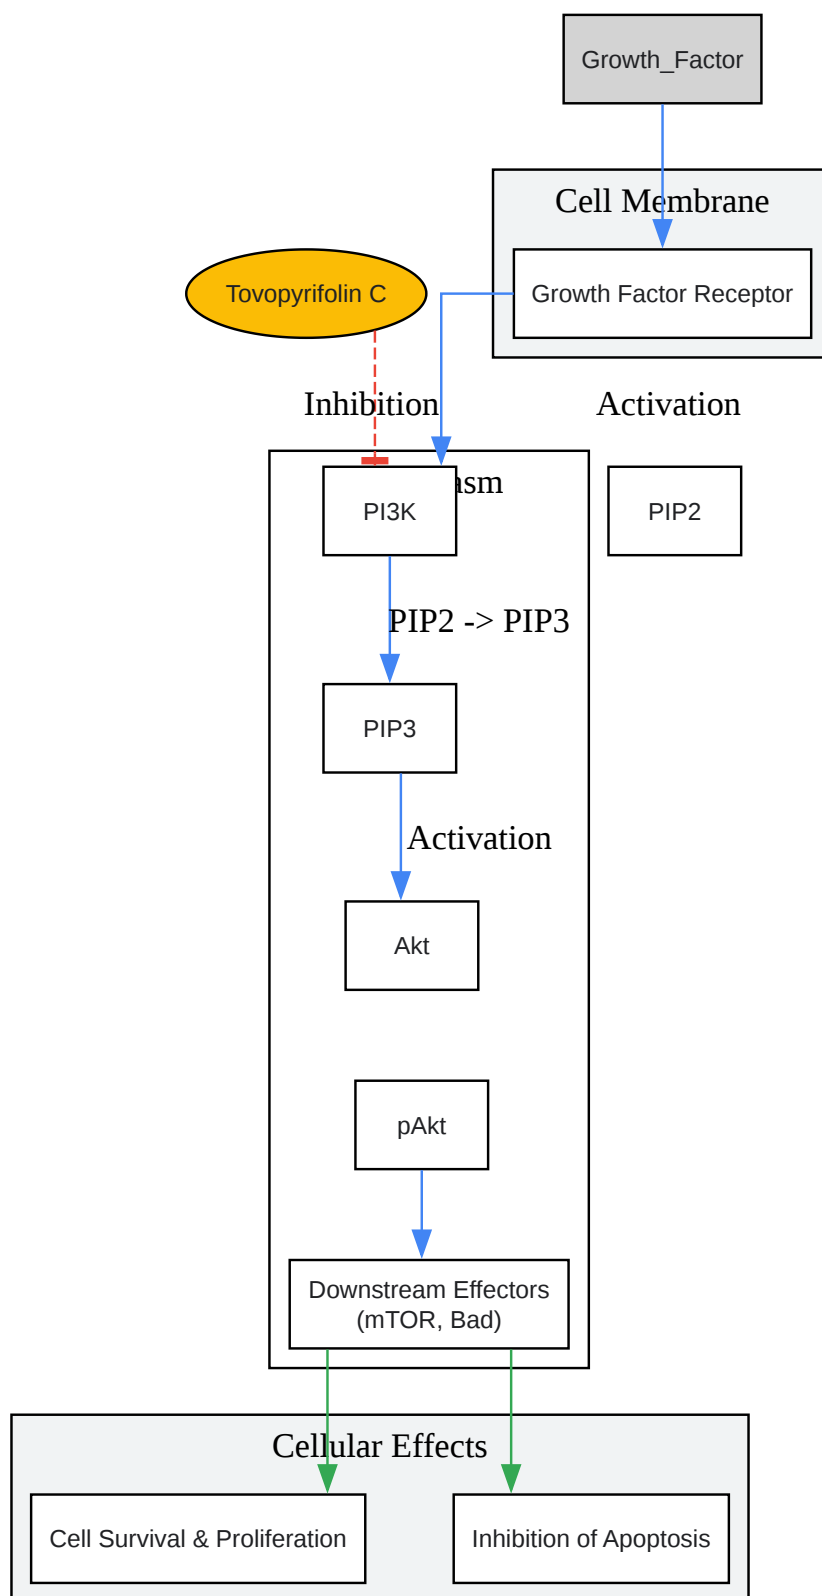 Growth_Factor
Cell Membrane
Tovopyrifolin C
Growth Factor Receptor
Inhibition
Activation
asm
PI3K
PIP2
PIP2 -> PIP3
PIP3
Activation
Akt
pAkt
Downstream Effectors
(mTOR, Bad)
Cellular Effects
Cell Survival & Proliferation
Inhibition of Apoptosis